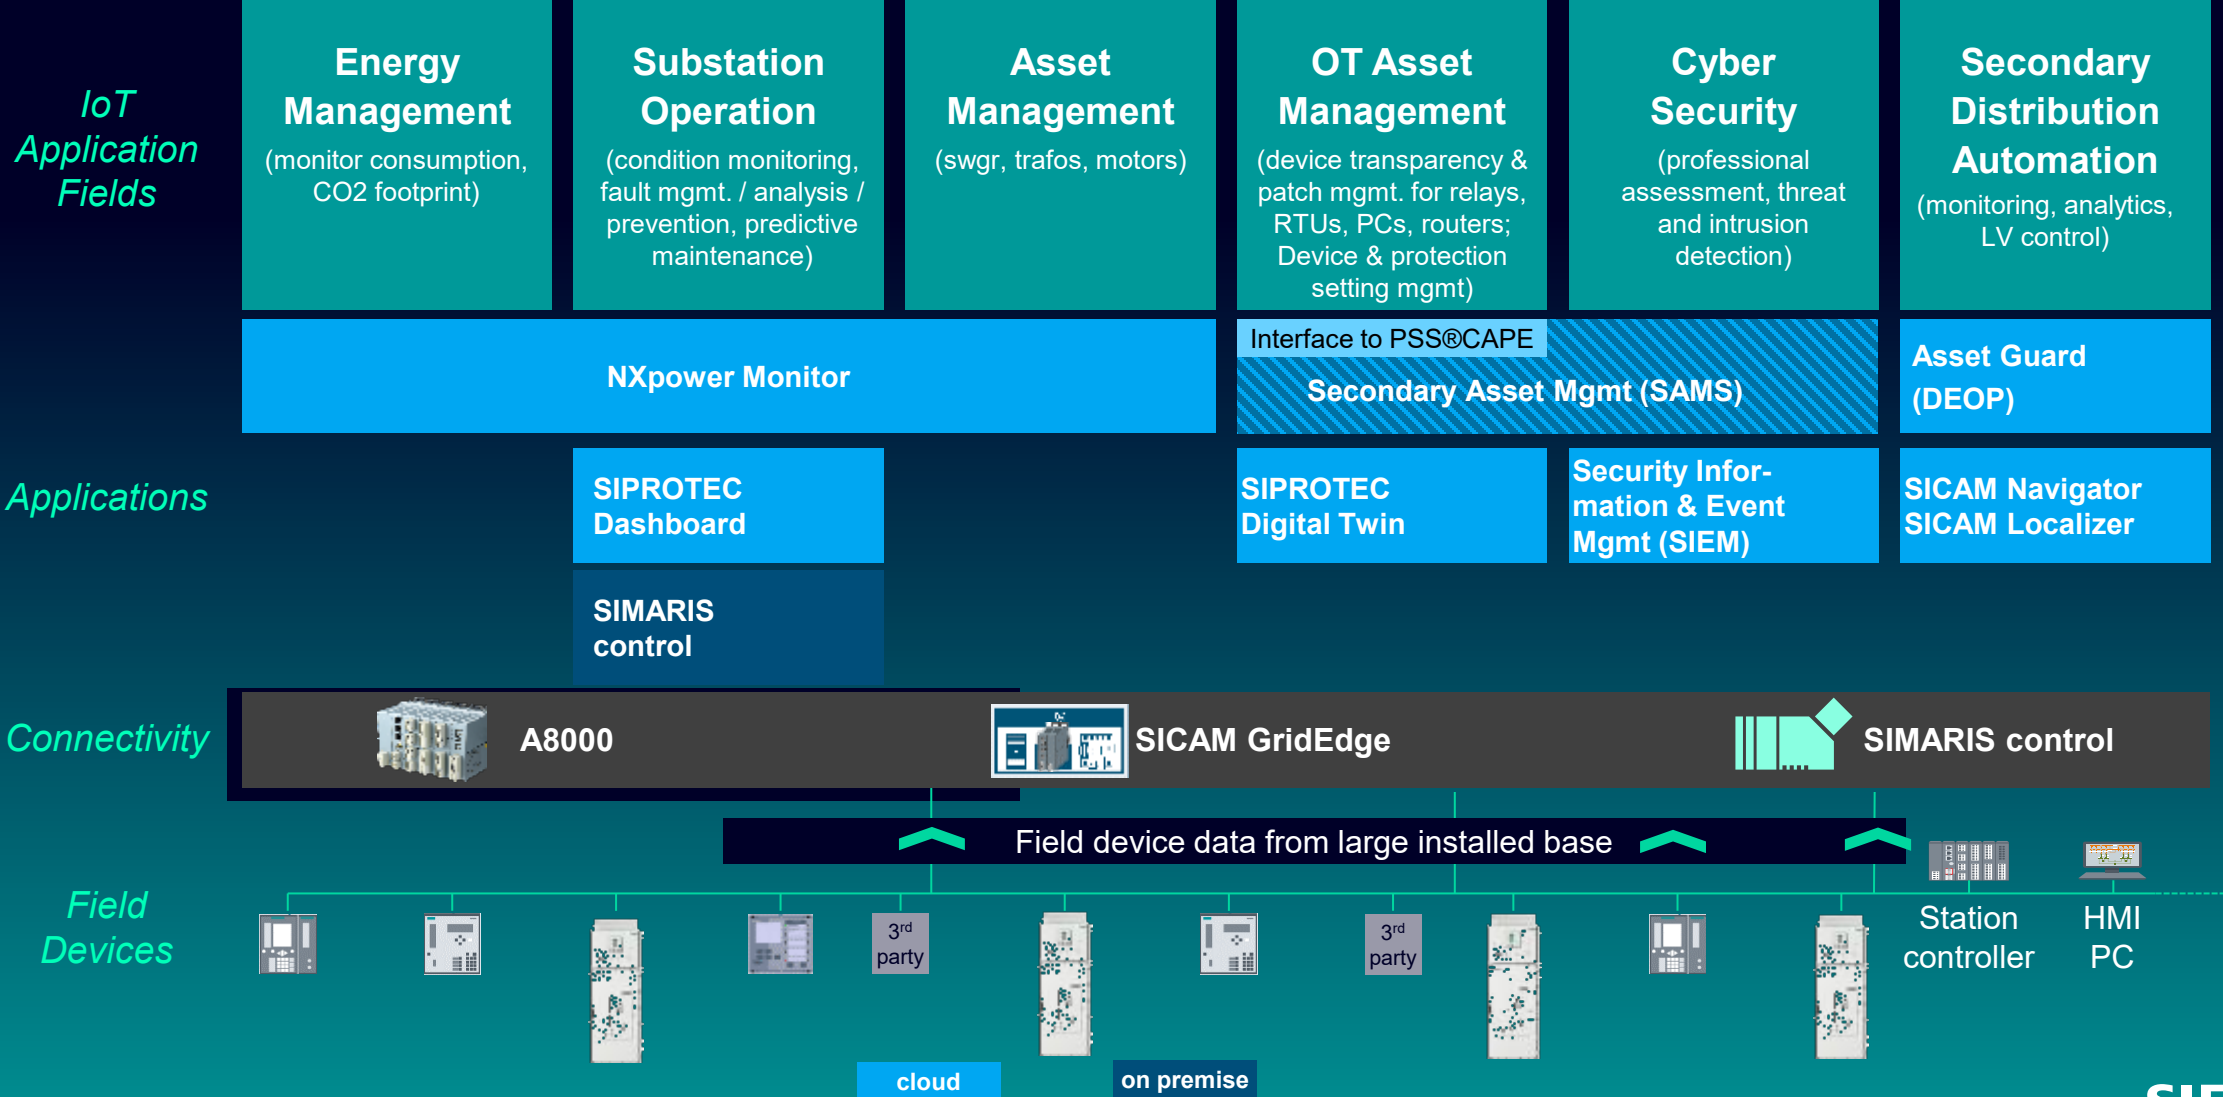 IoT
Application
Fields
Energy
Management
(monitor consumption,
CO2 footprint)
Substation
Operation
(condition monitoring,
fault mgmt. / analysis /
prevention, predictive
maintenance)
Asset
Management
(swgr, trafos, motors)
OT Asset
Management
(device transparency &
patch mgmt. for relays,
RTUs, PCs, routers;
Device & protection
setting mgmt)
Cyber
Security
(professional
assessment, threat
and intrusion
detection)
Secondary
Distribution
Automation
(monitoring, analytics,
LV control)
Applications
NXpower Monitor
Interface to PSS®CAPE
Secondary Asset Mgmt (SAMS)
Asset Guard
(DEOP)
SIPROTEC
Dashboard
SIPROTEC
Digital Twin
Security Infor-
mation & Event
Mgmt (SIEM)
SICAM Navigator
SICAM Localizer
SIMARIS
control
Connectivity
A8000
SICAM GridEdge
SIMARIS control
Field device data from large installed base
Field
Devices
3rd
party
3rd
party
Station
controller
HMI
PC
cloud
on premise